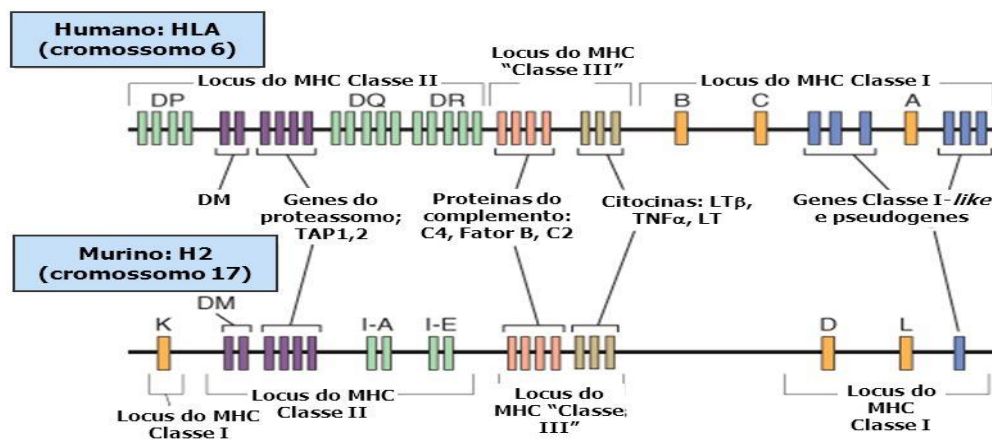 Humano: HLA
(cromossomo 6)
Locus do MHC Classe II
Locus do MHC
“Classe III”
Locus do MHC Classe I
DP
DQ
DR
B
C
A
DM
Genes do
proteassomo;
TAP1,2
Proteínas do
complemento:
C4, Fator B, C2
Citocinas: LTβ,
TNFα, LT
Genes Classe I-like
e pseudogenes
Murino: H2
(cromossomo 17)
K
DM
I-A
I-E
D
L
Locus do MHC
Classe I
Locus do MHC
Classe II
Locus do
MHC “Classe
III”
Locus do
MHC
Classe I